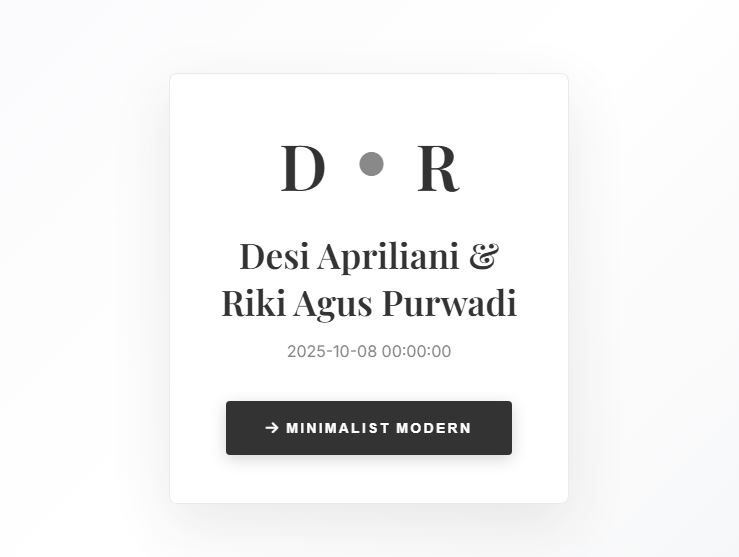 D • R
Desi Apriliani &
Riki Agus Purwadi
2025-10-08 00:00:00
→ MINIMALIST MODERN